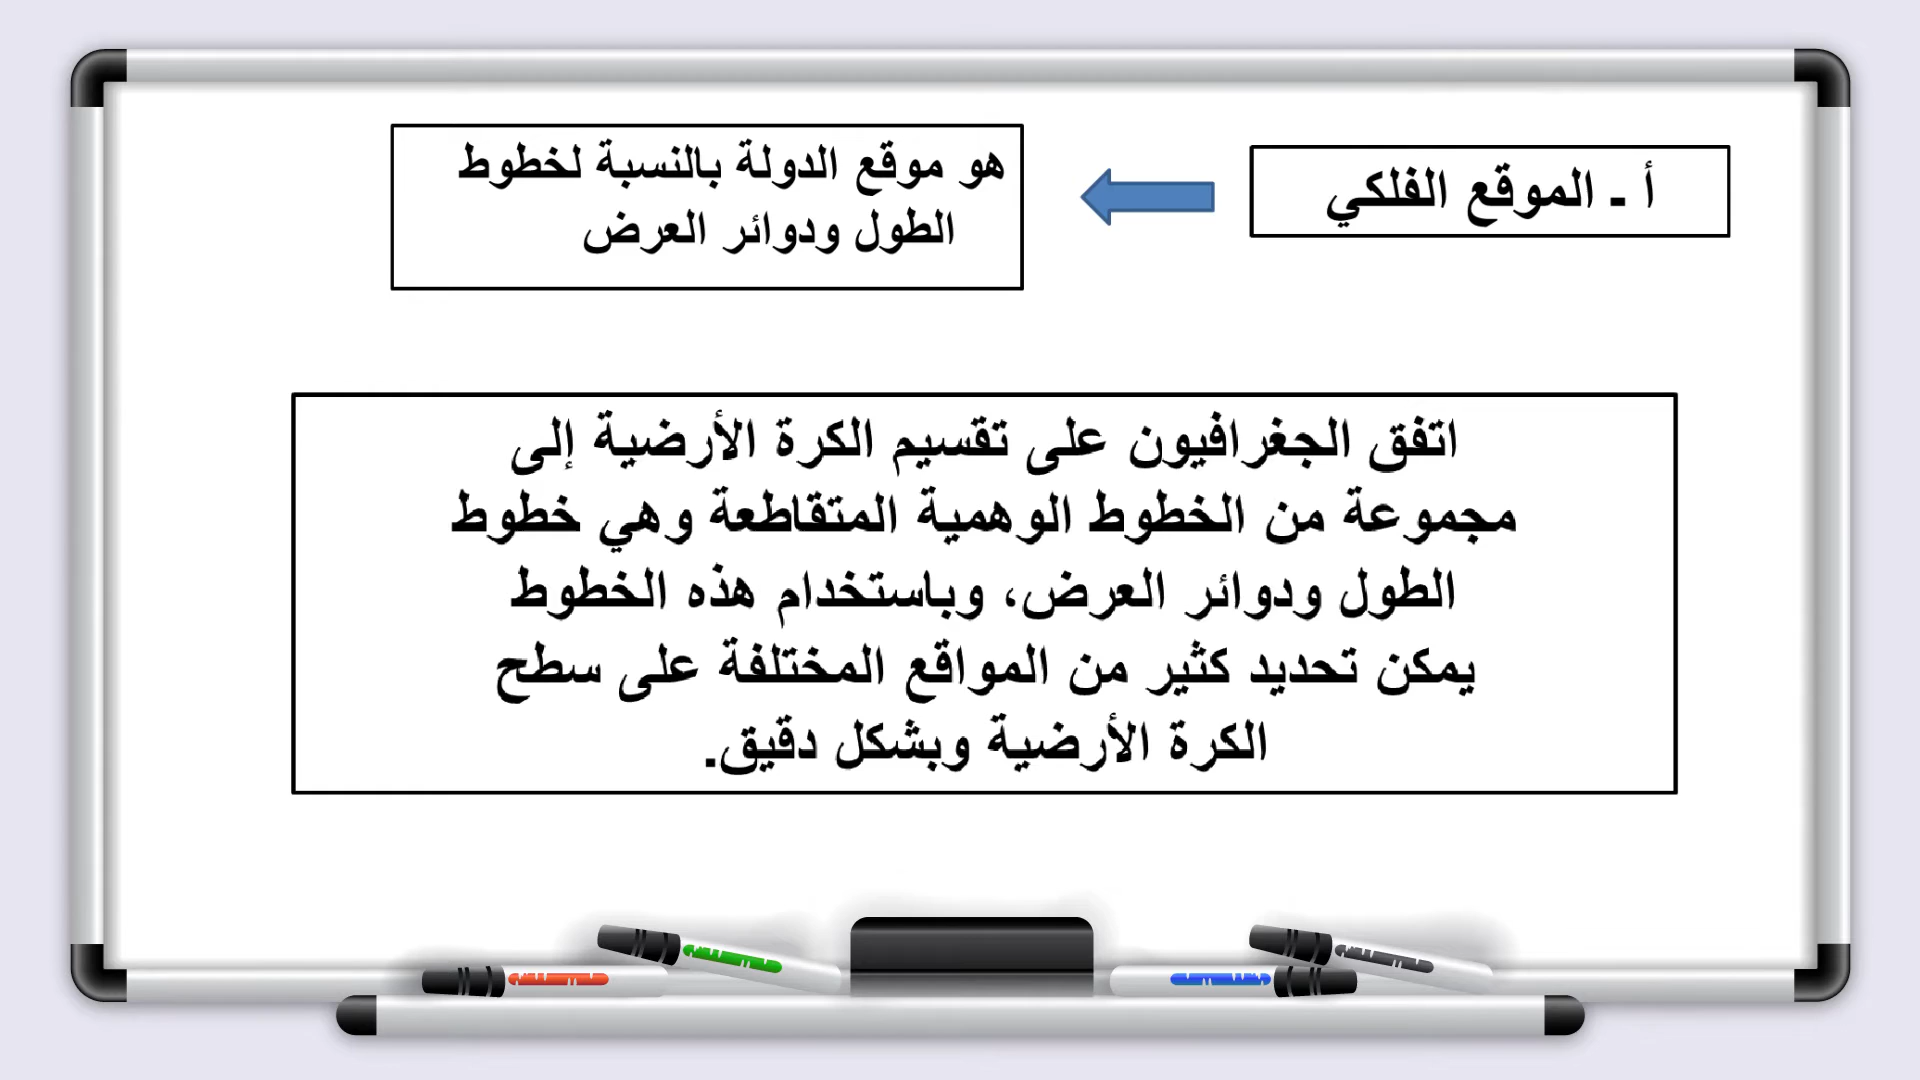 أ ـ الموقع الفلكي
هو موقع الدولة بالنسبة لخطوط
الطول ودوائر العرض
اتفق الجغرافيون على تقسيم الكرة الأرضية إلى
مجموعة من الخطوط الوهمية المتقاطعة وهي خطوط
الطول ودوائر العرض، وباستخدام هذه الخطوط
يمكن تحديد كثير من المواقع المختلفة على سطح
الكرة الأرضية وبشكل دقيق.